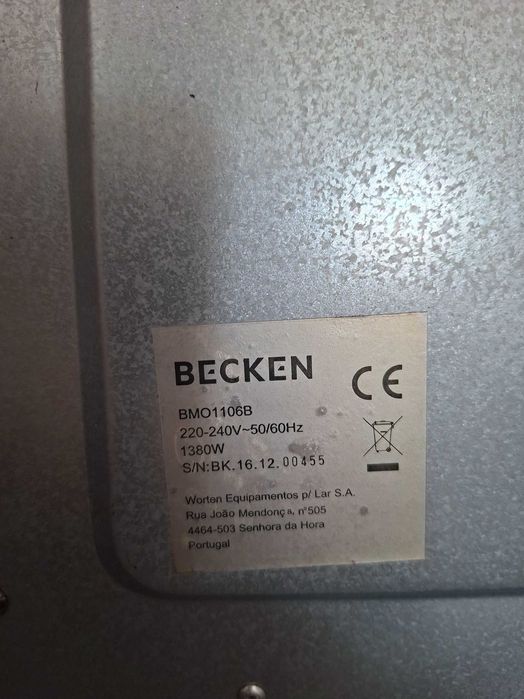 BECKEN
CE
BMO1106B
220-240V~50/60Hz
1380W
S/N:BK.16.12.00455
Worten Equipamentos p/ Lar S.A.
Rua João Mendonça, nº505
4464-503 Senhora da Hora
Portugal